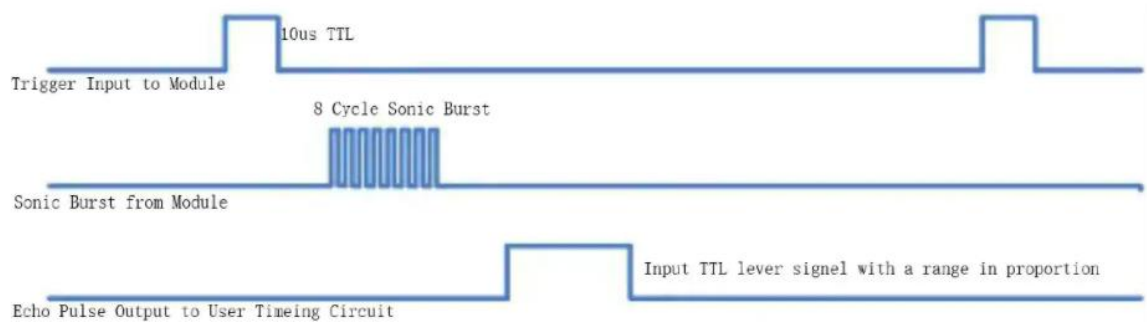 10us TTL
Trigger Input to Module
8 Cycle Sonic Burst
Sonic Burst from Module
Input TTL lever signel with a range in proportion
Echo Pulse Output to User Timeing Circuit